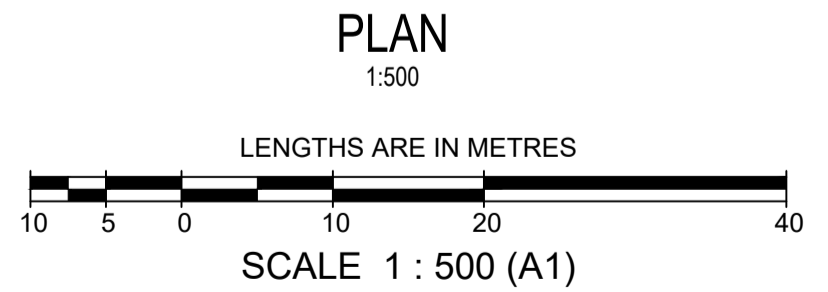 PLAN
1:500
LENGTHS ARE IN METRES
10 5 0 10 20 40
SCALE 1 : 500 (A1)